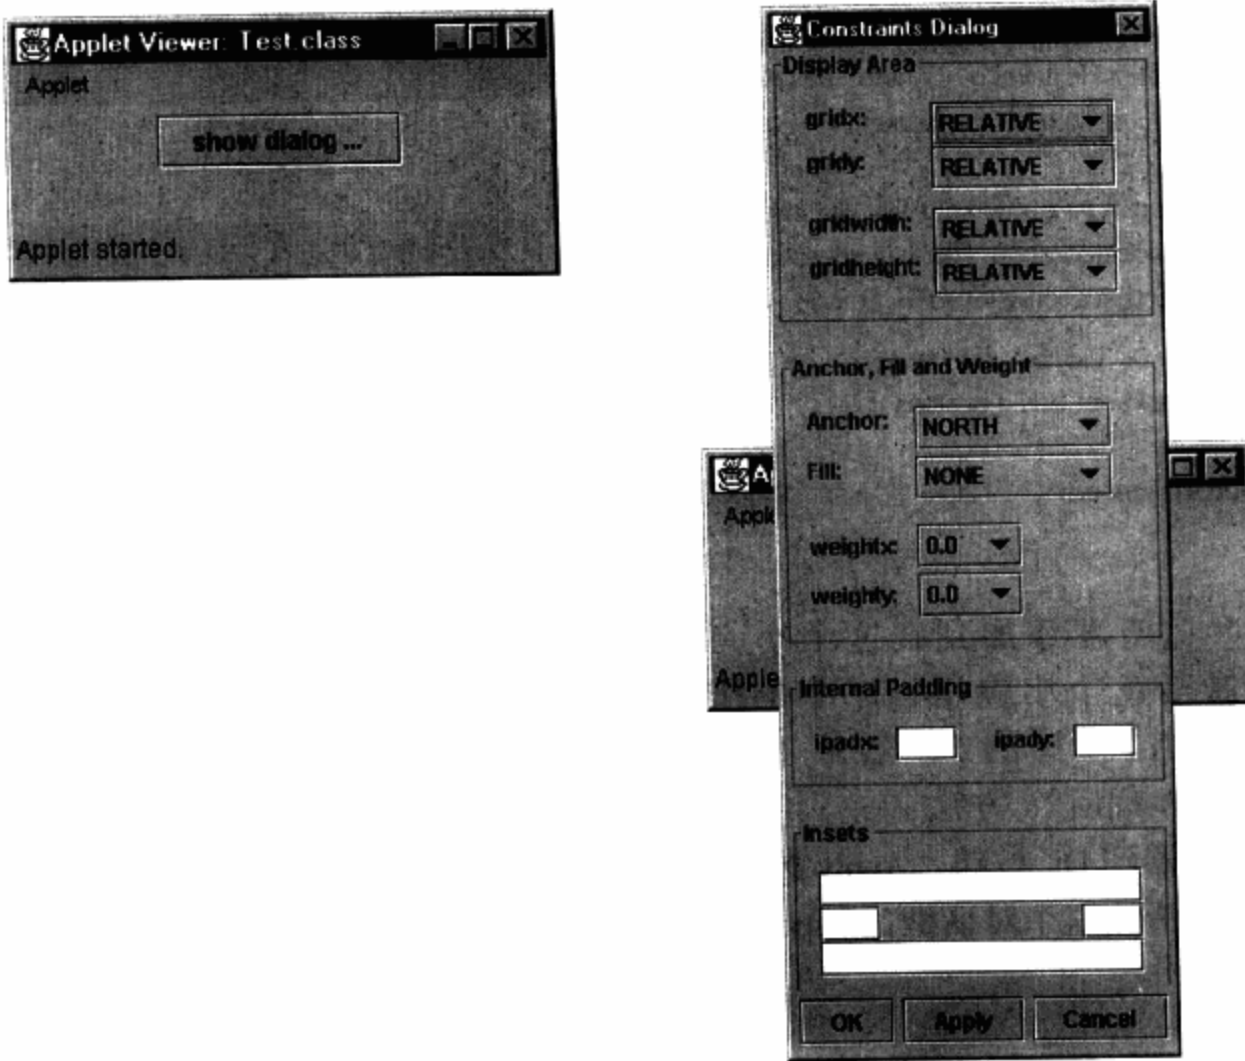 Applet Viewer: Test.class
Applet
show dialog ...
Applet started.
Constraints Dialog
Display Area
gridx: RELATIVE
gridy: RELATIVE
gridwidth: RELATIVE
gridheight: RELATIVE
Anchor, Fill and Weight
Anchor: NORTH
Fill: NONE
weightx: 0.0
weighty: 0.0
Internal Padding
ipadx: ipady:
Insets
OK Apply Cancel
A
Apple
Apple